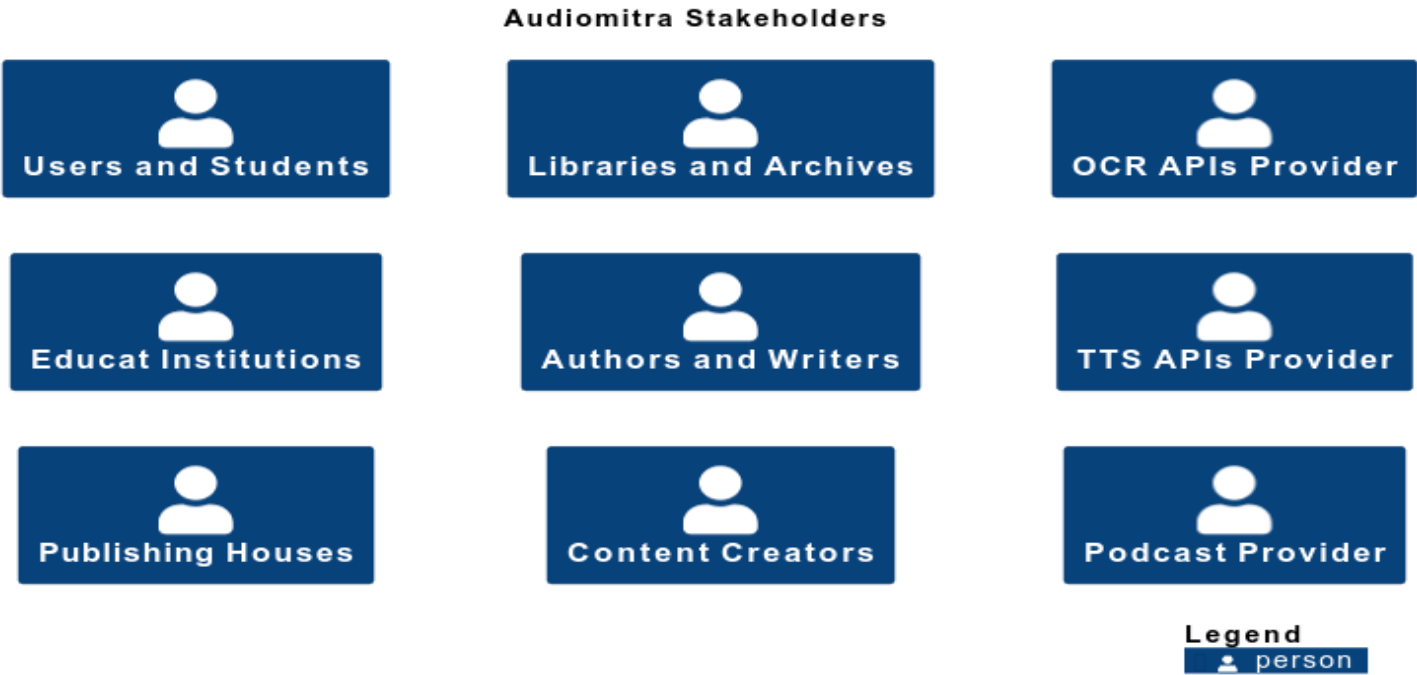 Audiomitra Stakeholders
Users and Students
Libraries and Archives
OCR APIs Provider
Educat Institutions
Authors and Writers
TTS APIs Provider
Publishing Houses
Content Creators
Podcast Provider
Legend
person